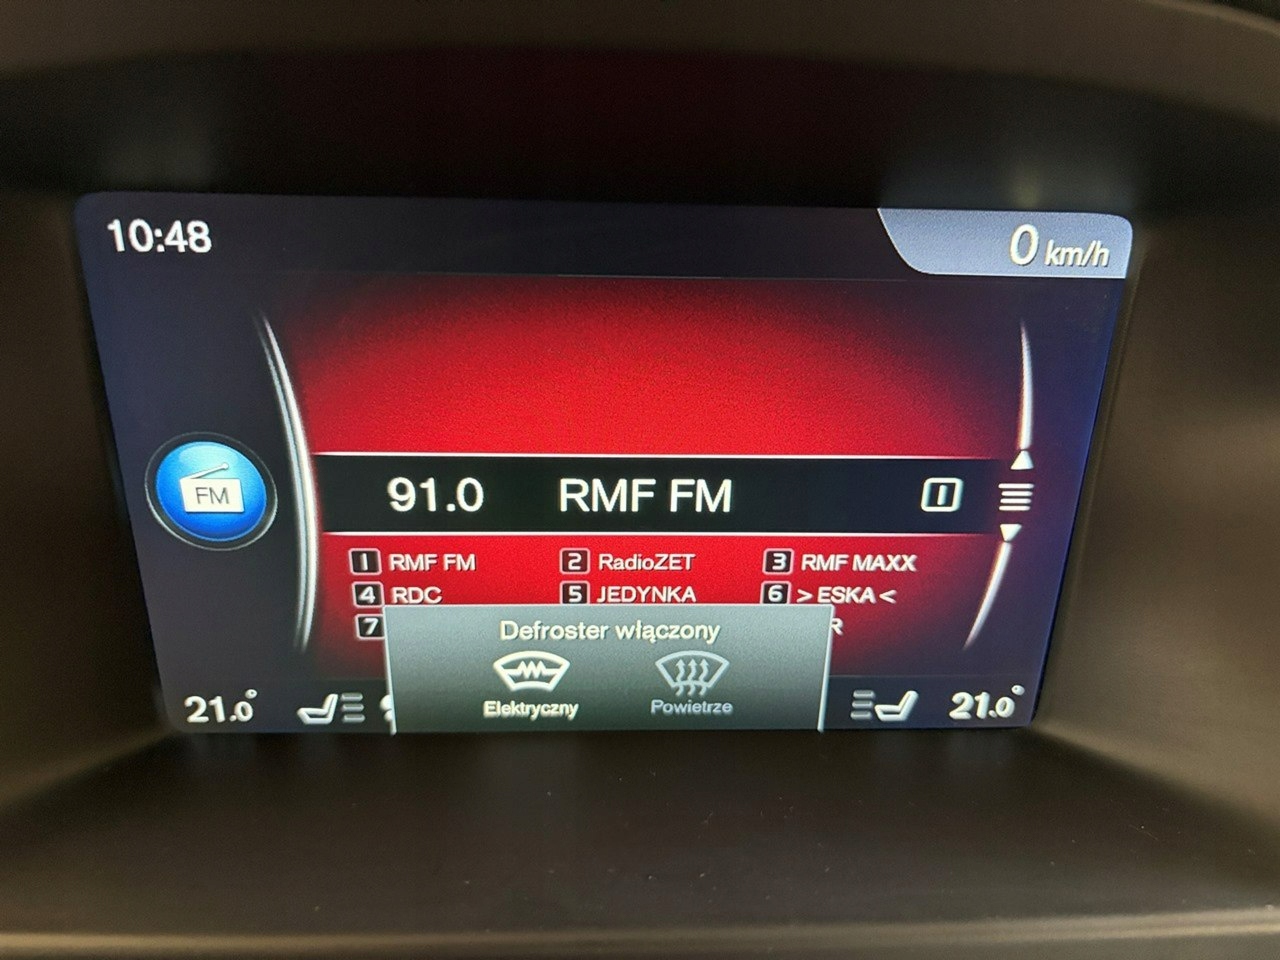 10:48
0 km/h
FM
91.0 RMF FM 1
1 RMF FM 2 RadioZET 3 RMF MAXX
4 RDC 5 JEDYNKA 6 > ESKA <
7 R
Defroster włączony
Elektryczny Powietrze
21.0° 21.0°